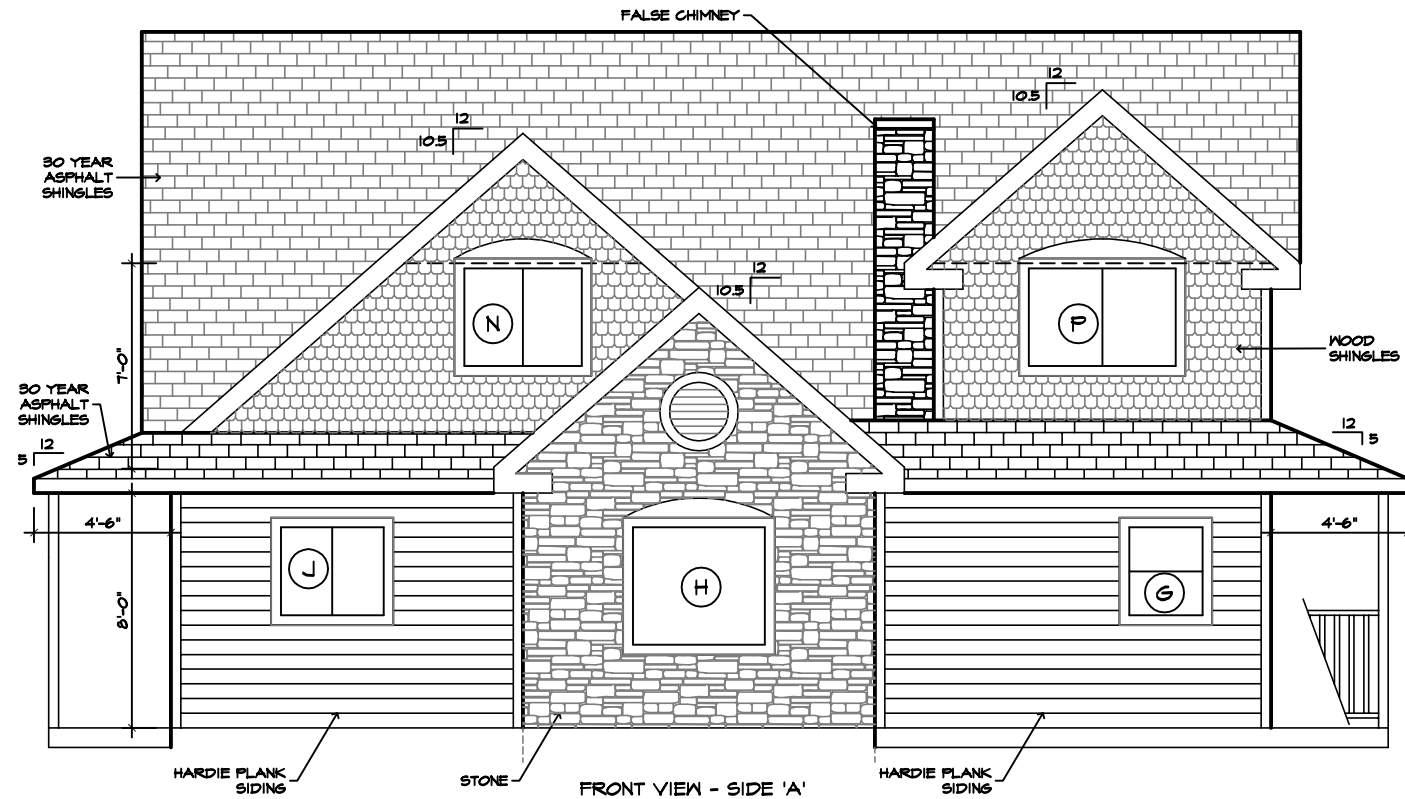 FALSE CHIMNEY
12
10.5
12
10.5
30 YEAR
ASPHALT
SHINGLES
12
10.5
N
P
WOOD
SHINGLES
7'-0"
30 YEAR
ASPHALT
SHINGLES
12
5
12
5
4'-6"
4'-6"
J
H
G
8'-0"
HARDIE PLANK
SIDING
STONE
FRONT VIEW - SIDE 'A'
HARDIE PLANK
SIDING